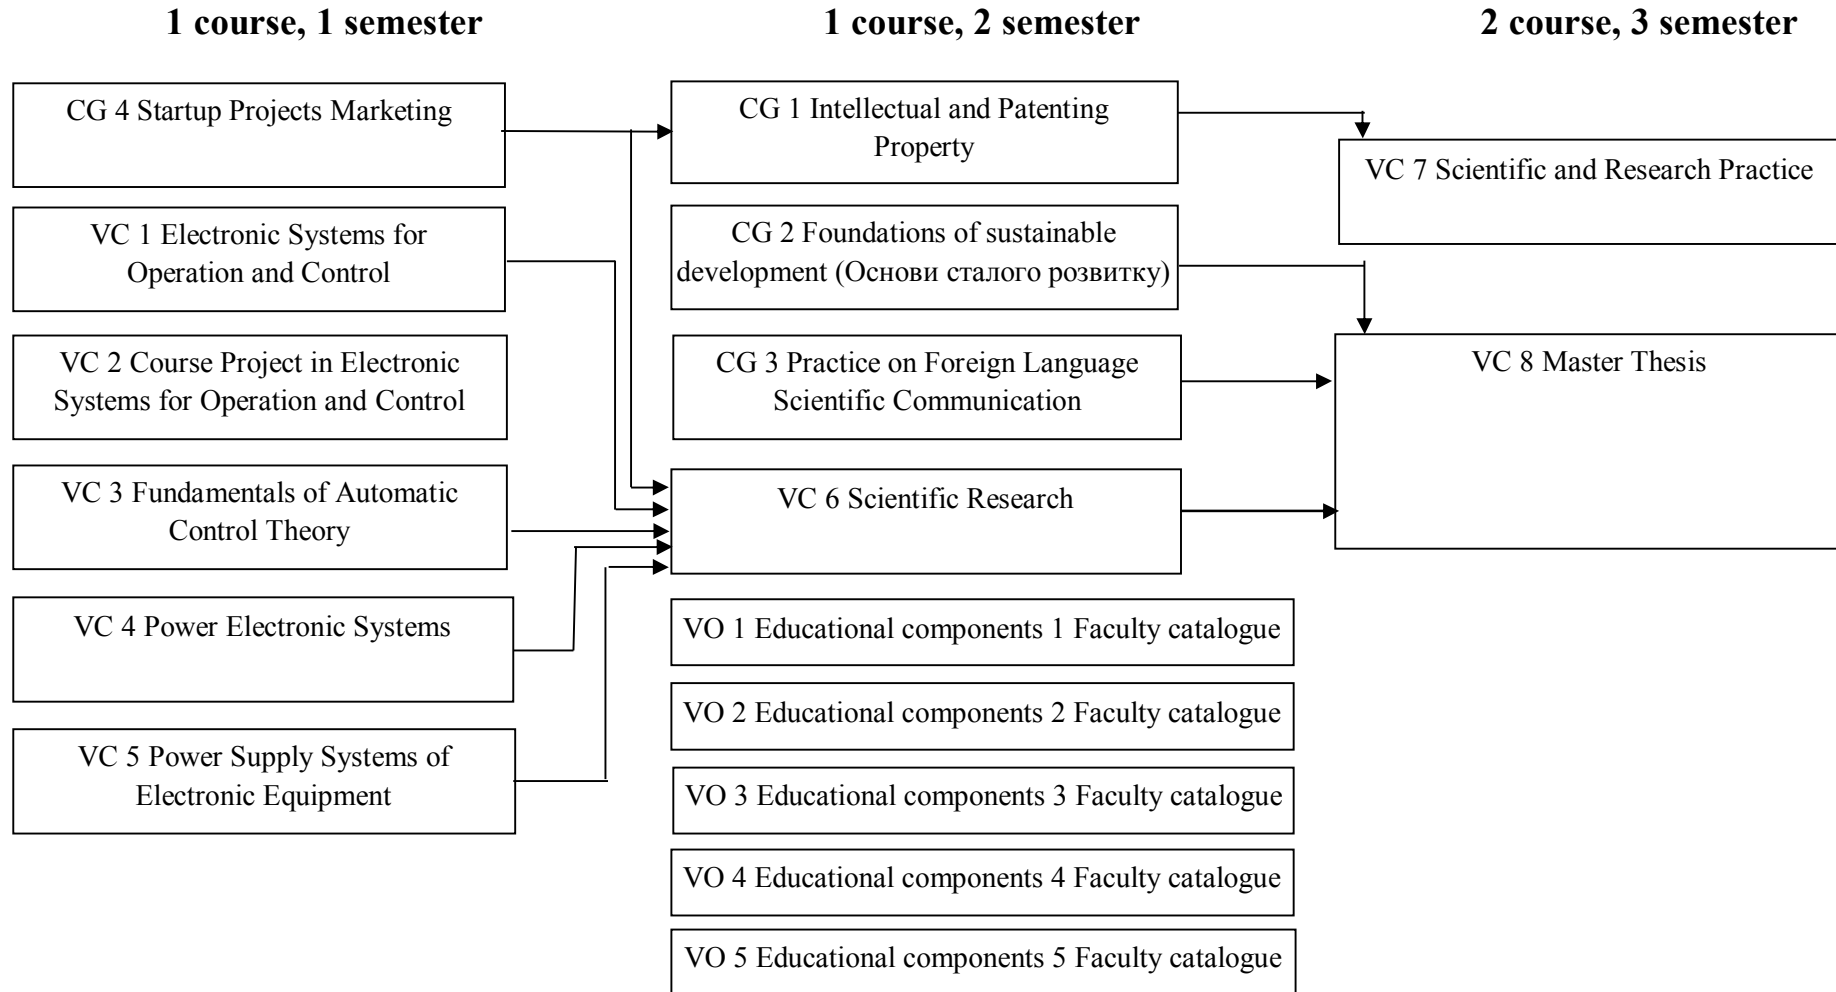 1 course, 1 semester
1 course, 2 semester
2 course, 3 semester
CG 4 Startup Projects Marketing
VC 1 Electronic Systems for
Operation and Control
VC 2 Course Project in Electronic
Systems for Operation and Control
VC 3 Fundamentals of Automatic
Control Theory
VC 4 Power Electronic Systems
VC 5 Power Supply Systems of
Electronic Equipment
CG 1 Intellectual and Patenting
Property
CG 2 Foundations of sustainable
development (Основи сталого розвитку)
CG 3 Practice on Foreign Language
Scientific Communication
VC 6 Scientific Research
VO 1 Educational components 1 Faculty catalogue
VO 2 Educational components 2 Faculty catalogue
VO 3 Educational components 3 Faculty catalogue
VO 4 Educational components 4 Faculty catalogue
VO 5 Educational components 5 Faculty catalogue
VC 7 Scientific and Research Practice
VC 8 Master Thesis